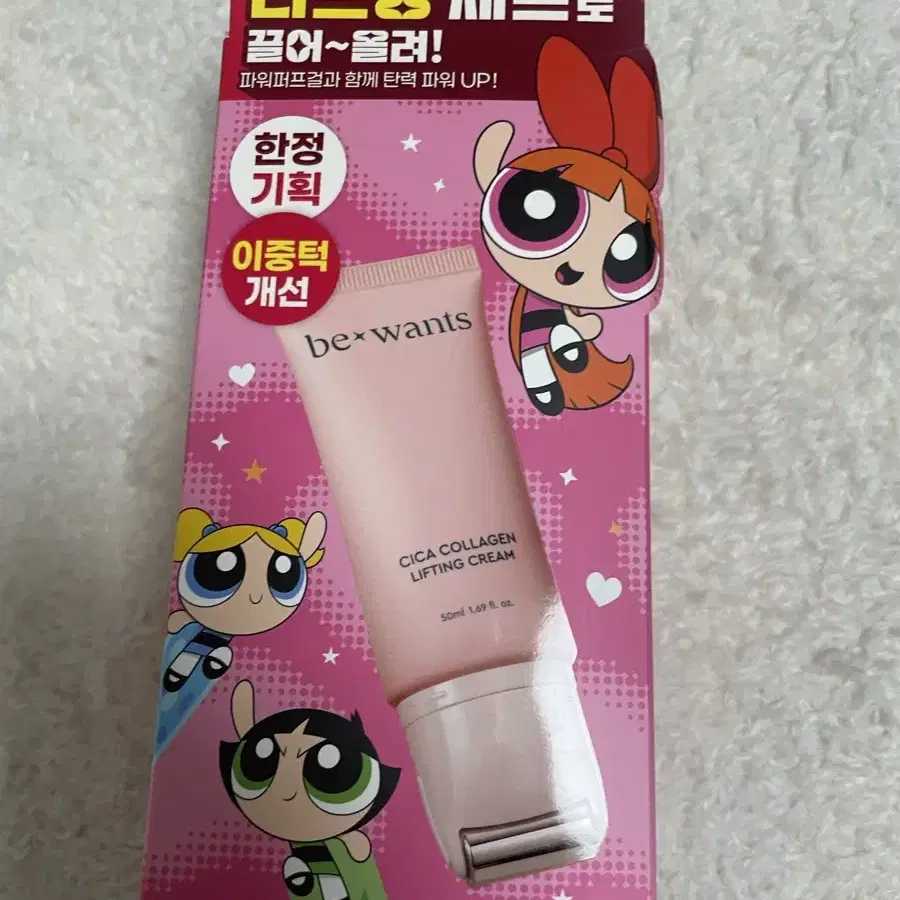 끌어~올려!
파워퍼프걸과 함께 탄력 파워 UP!
한정
기획
이중턱
개선
be wants
CICA COLLAGEN
LIFTING CREAM
50ml 1.69 fl. oz.